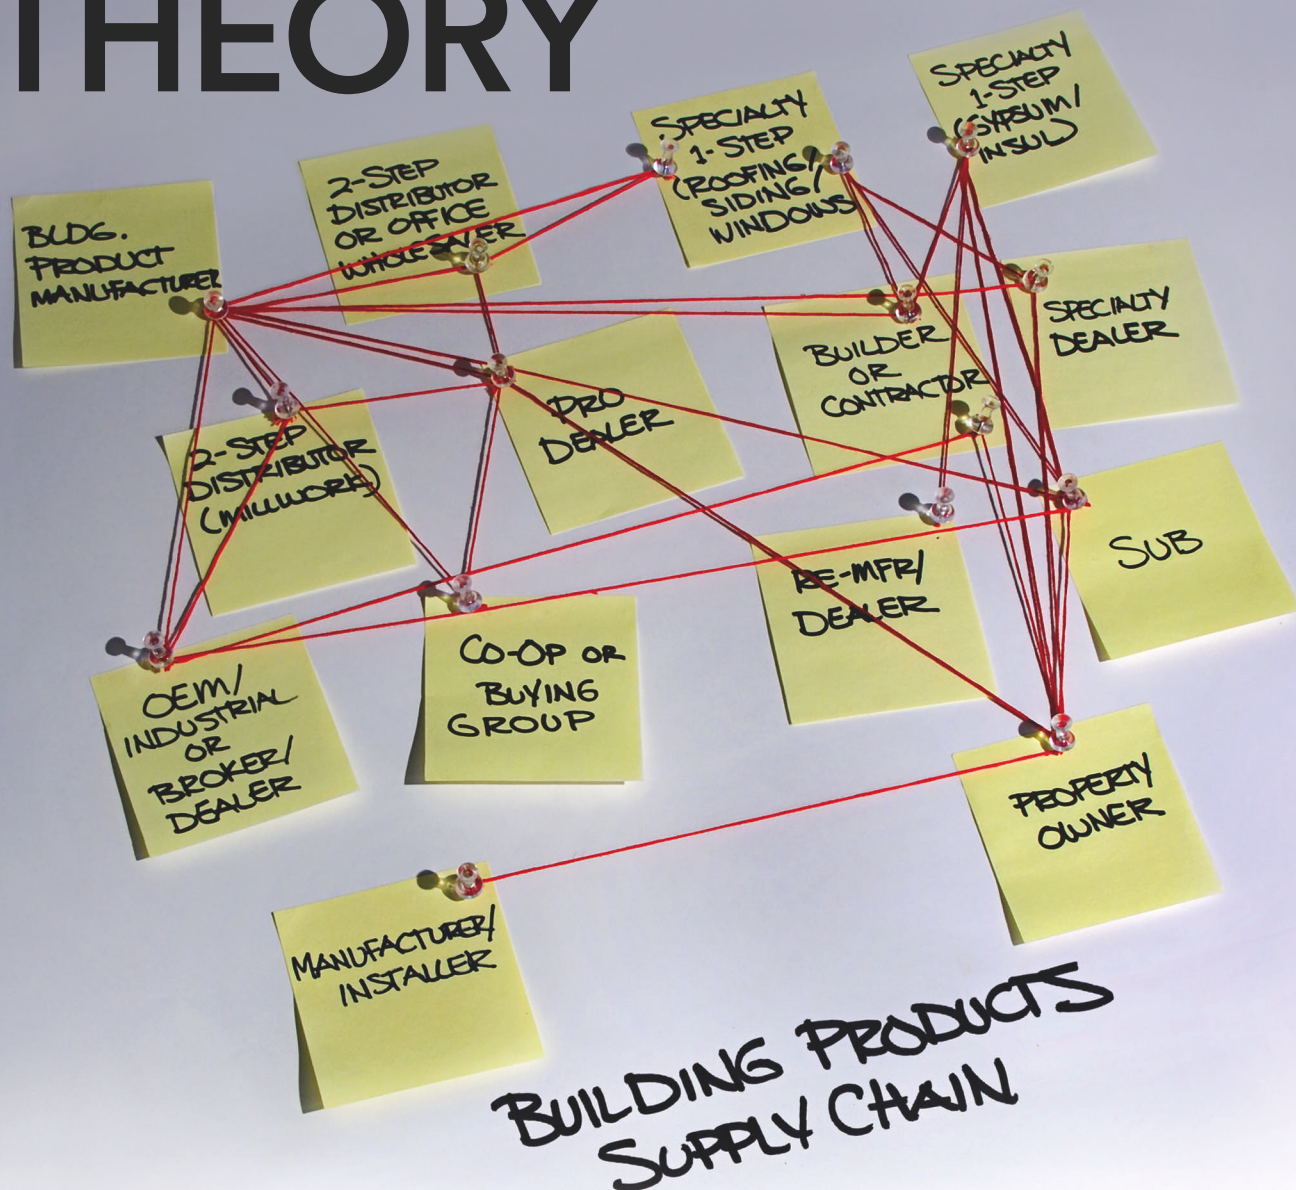 THEORY
BLDG.
PRODUCT
MANUFACTURER
2-STEP
DISTRIBUTOR
OR OFFICE
WHOLESALER
SPECIALTY
1-STEP
(ROOFING/
SIDING/
WINDOWS
SPECIALTY
1-STEP
(GYPSUM/
INSUL)
2-STEP
DISTRIBUTOR
(MILLWORK)
PRO
DEALER
BUILDER
OR
CONTRACTOR
SPECIALTY
DEALER
OEM/
INDUSTRIAL
OR
BROKER/
DEALER
CO-OP OR
BUYING
GROUP
RE-MFR/
DEALER
SUB
MANUFACTURER/
INSTALLER
PROPERTY
OWNER
BUILDING PRODUCTS
SUPPLY CHAIN